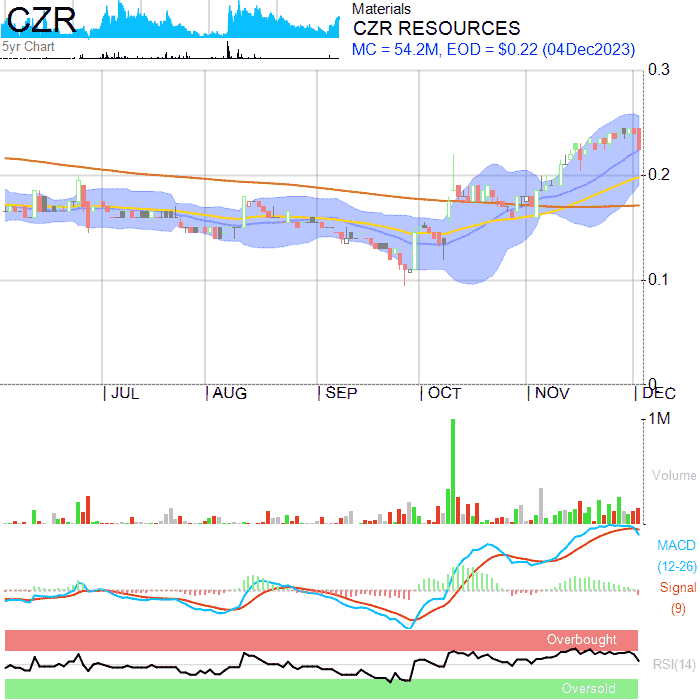 CZR
5yr Chart
Materials
CZR RESOURCES
MC = 54.2M, EOD = $0.22 (04Dec2023)
0.3
0.2
0.1
0
JUL
AUG
SEP
OCT
NOV
DEC
1M
Volume
MACD
(12-26)
Signal
(9)
Overbought
RSI(14)
Oversold